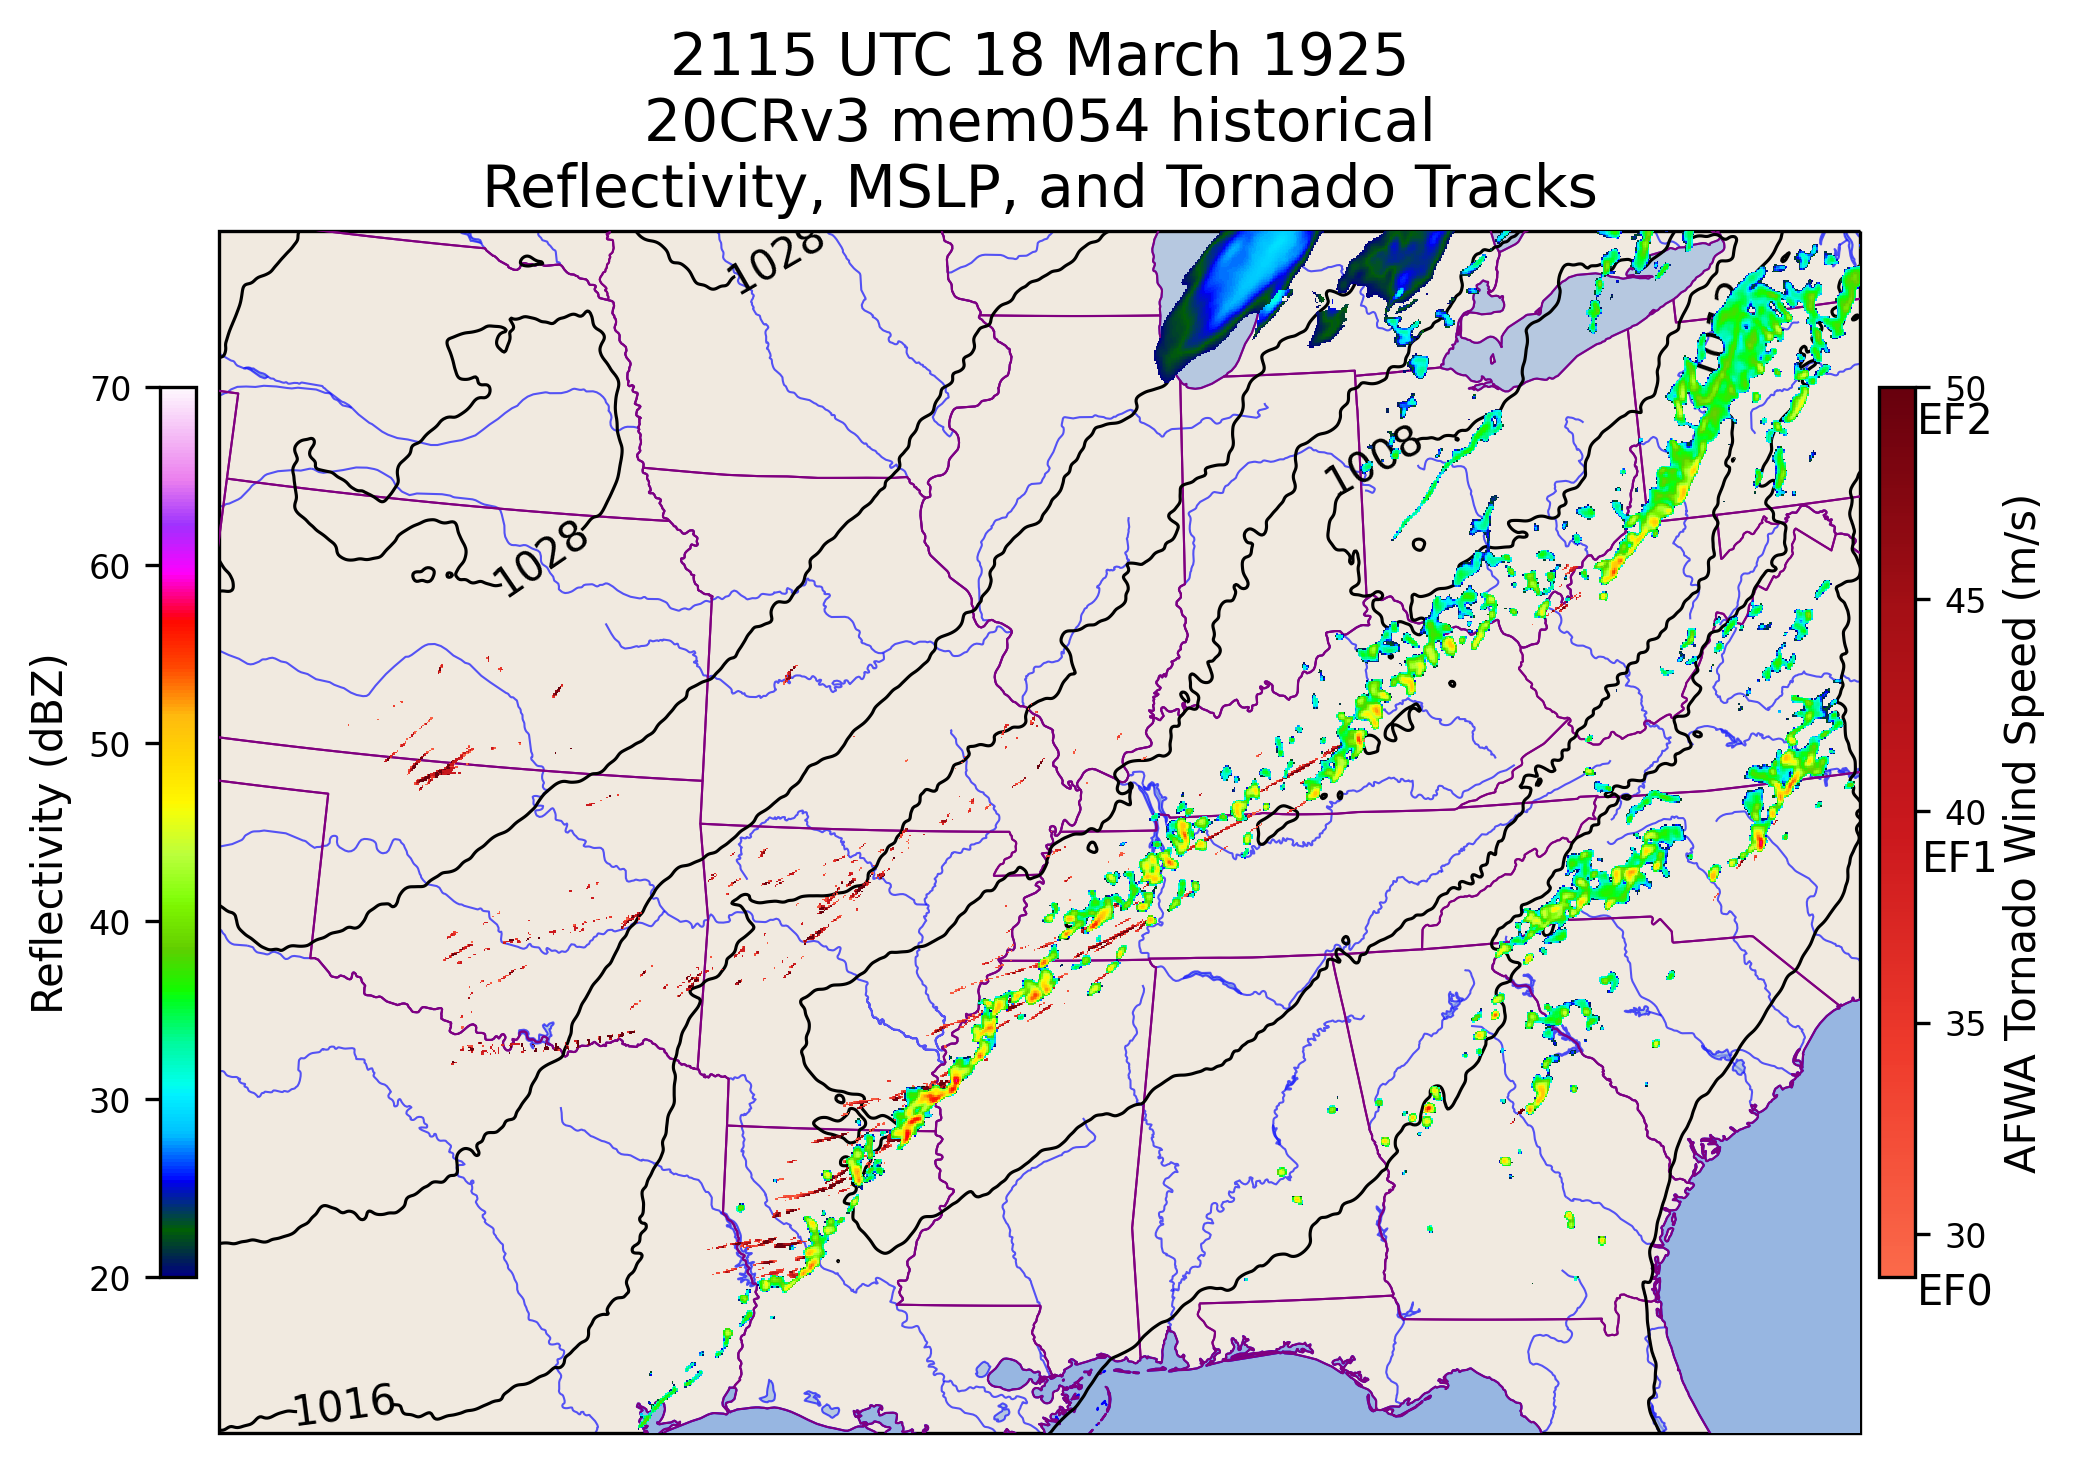 2115 UTC 18 March 1925
20CRv3 mem054 historical
Reflectivity, MSLP, and Tornado Tracks
1028
1028
1008
1016
Reflectivity (dBZ)
70
60
50
40
30
20
50
EF2
45
40
EF1
35
30
EF0
AFWA Tornado Wind Speed (m/s)